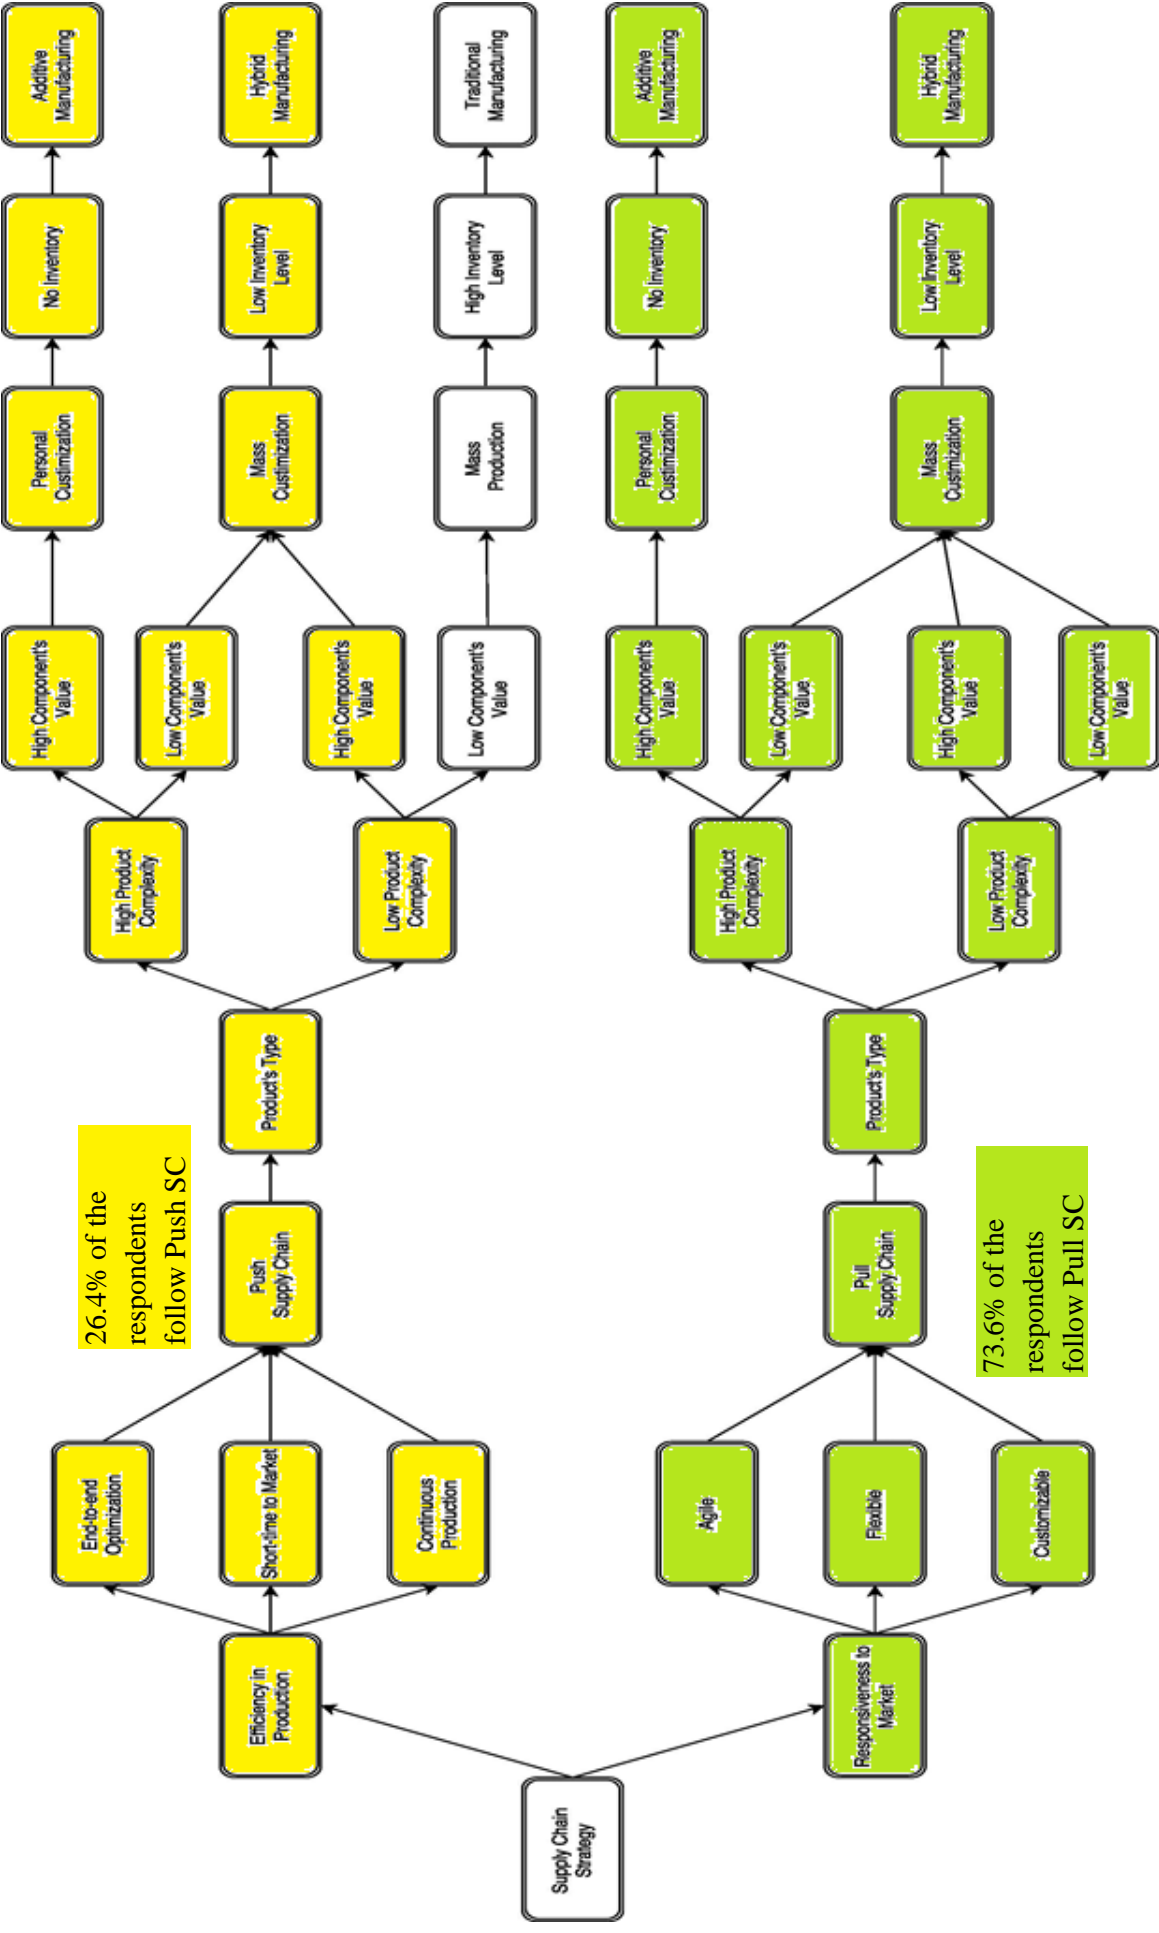 Supply Chain
Strategy
Efficiency in
Production
Responsiveness to
Market
End-to-end
Optimization
Short-time to Market
Continuous
Production
Agile
Flexible
Customizable
Push
Supply Chain
26.4% of the
respondents
follow Push SC
Pull
Supply Chain
73.6% of the
respondents
follow Pull SC
Product's Type
Product's Type
High Product
Complexity
Low Product
Complexity
High Product
Complexity
Low Product
Complexity
High Component's
Value
Low Component's
Value
High Component's
Value
Low Component's
Value
High Component's
Value
Low Component's
Value
High Component's
Value
Low Component's
Value
Personal
Custimization
Mass
Custimization
Mass
Production
Personal
Custimization
Mass
Custimization
No Inventory
Low Inventory
Level
High Inventory
Level
No Inventory
Low Inventory
Level
Additive
Manufacturing
Hybrid
Manufacturing
Traditional
Manufacturing
Additive
Manufacturing
Hybrid
Manufacturing